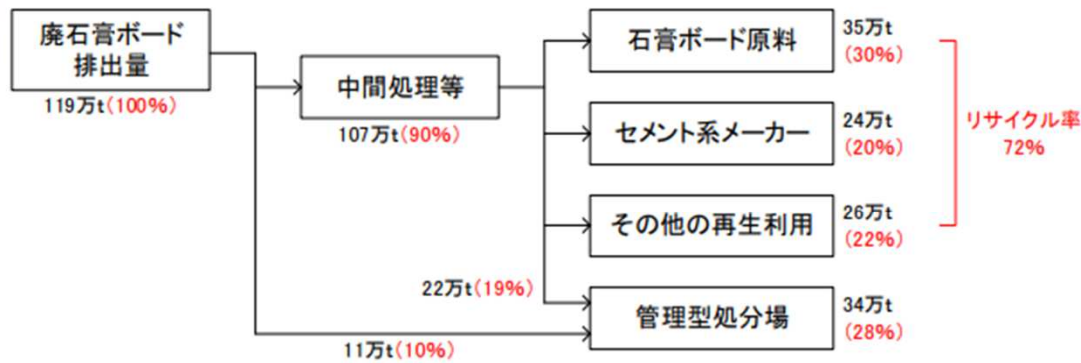 廃石膏ボード
排出量
119万t(100%)
中間処理等
107万t(90%)
石膏ボード原料
35万t
(30%)
セメント系メーカー
24万t
(20%)
その他の再生利用
26万t
(22%)
リサイクル率
72%
22万t(19%)
管理型処分場
34万t
(28%)
11万t(10%)